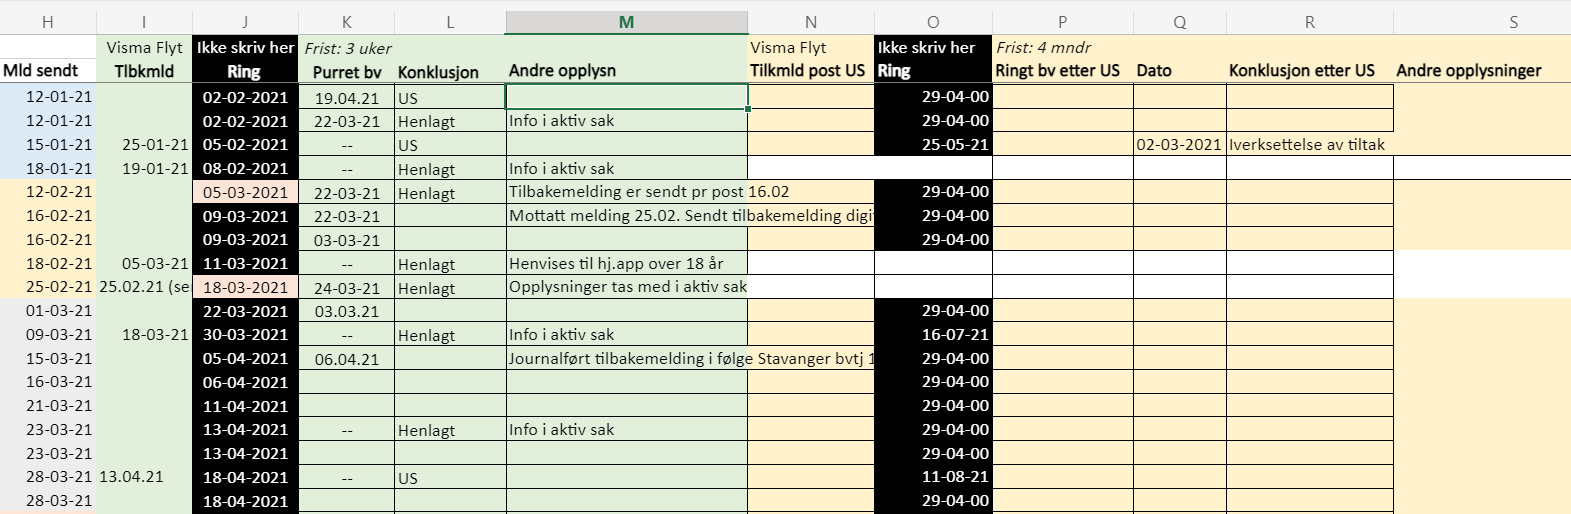 H I J K L M N O P Q R S
Visma Flyt Ikke skriv her Frist: 3 uker Visma Flyt Ikke skriv her Frist: 4 mndr
Mld sendt Tlbkmld Ring Purret bv Konklusjon Andre opplysn Tilkmld post US Ring Ringt bv etter US Dato Konklusjon etter US Andre opplysninger
12-01-21 02-02-2021 19.04.21 US 29-04-00
12-01-21 02-02-2021 22-03-21 Henlagt Info i aktiv sak 29-04-00
15-01-21 25-01-21 05-02-2021 -- US 25-05-21 02-03-2021 Iverksettelse av tiltak
18-01-21 19-01-21 08-02-2021 -- Henlagt Info i aktiv sak
12-02-21 05-03-2021 22-03-21 Henlagt Tilbakemelding er sendt pr post 16.02 29-04-00
16-02-21 09-03-2021 22-03-21 Mottatt melding 25.02. Sendt tilbakemelding digi 29-04-00
16-02-21 09-03-2021 03-03-21 29-04-00
18-02-21 05-03-21 11-03-2021 -- Henlagt Henvises til hj.app over 18 år
25-02-21 25.02.21 (se 18-03-2021 24-03-21 Henlagt Opplysninger tas med i aktiv sak
01-03-21 22-03-2021 03.03.21 29-04-00
09-03-21 18-03-21 30-03-2021 -- Henlagt Info i aktiv sak 16-07-21
15-03-21 05-04-2021 06.04.21 Journalført tilbakemelding i følge Stavanger bvtj 1 29-04-00
16-03-21 06-04-2021 29-04-00
21-03-21 11-04-2021 29-04-00
23-03-21 13-04-2021 -- Henlagt Info i aktiv sak 29-04-00
23-03-21 13-04-2021 29-04-00
28-03-21 13.04.21 18-04-2021 -- US 11-08-21
28-03-21 18-04-2021 29-04-00